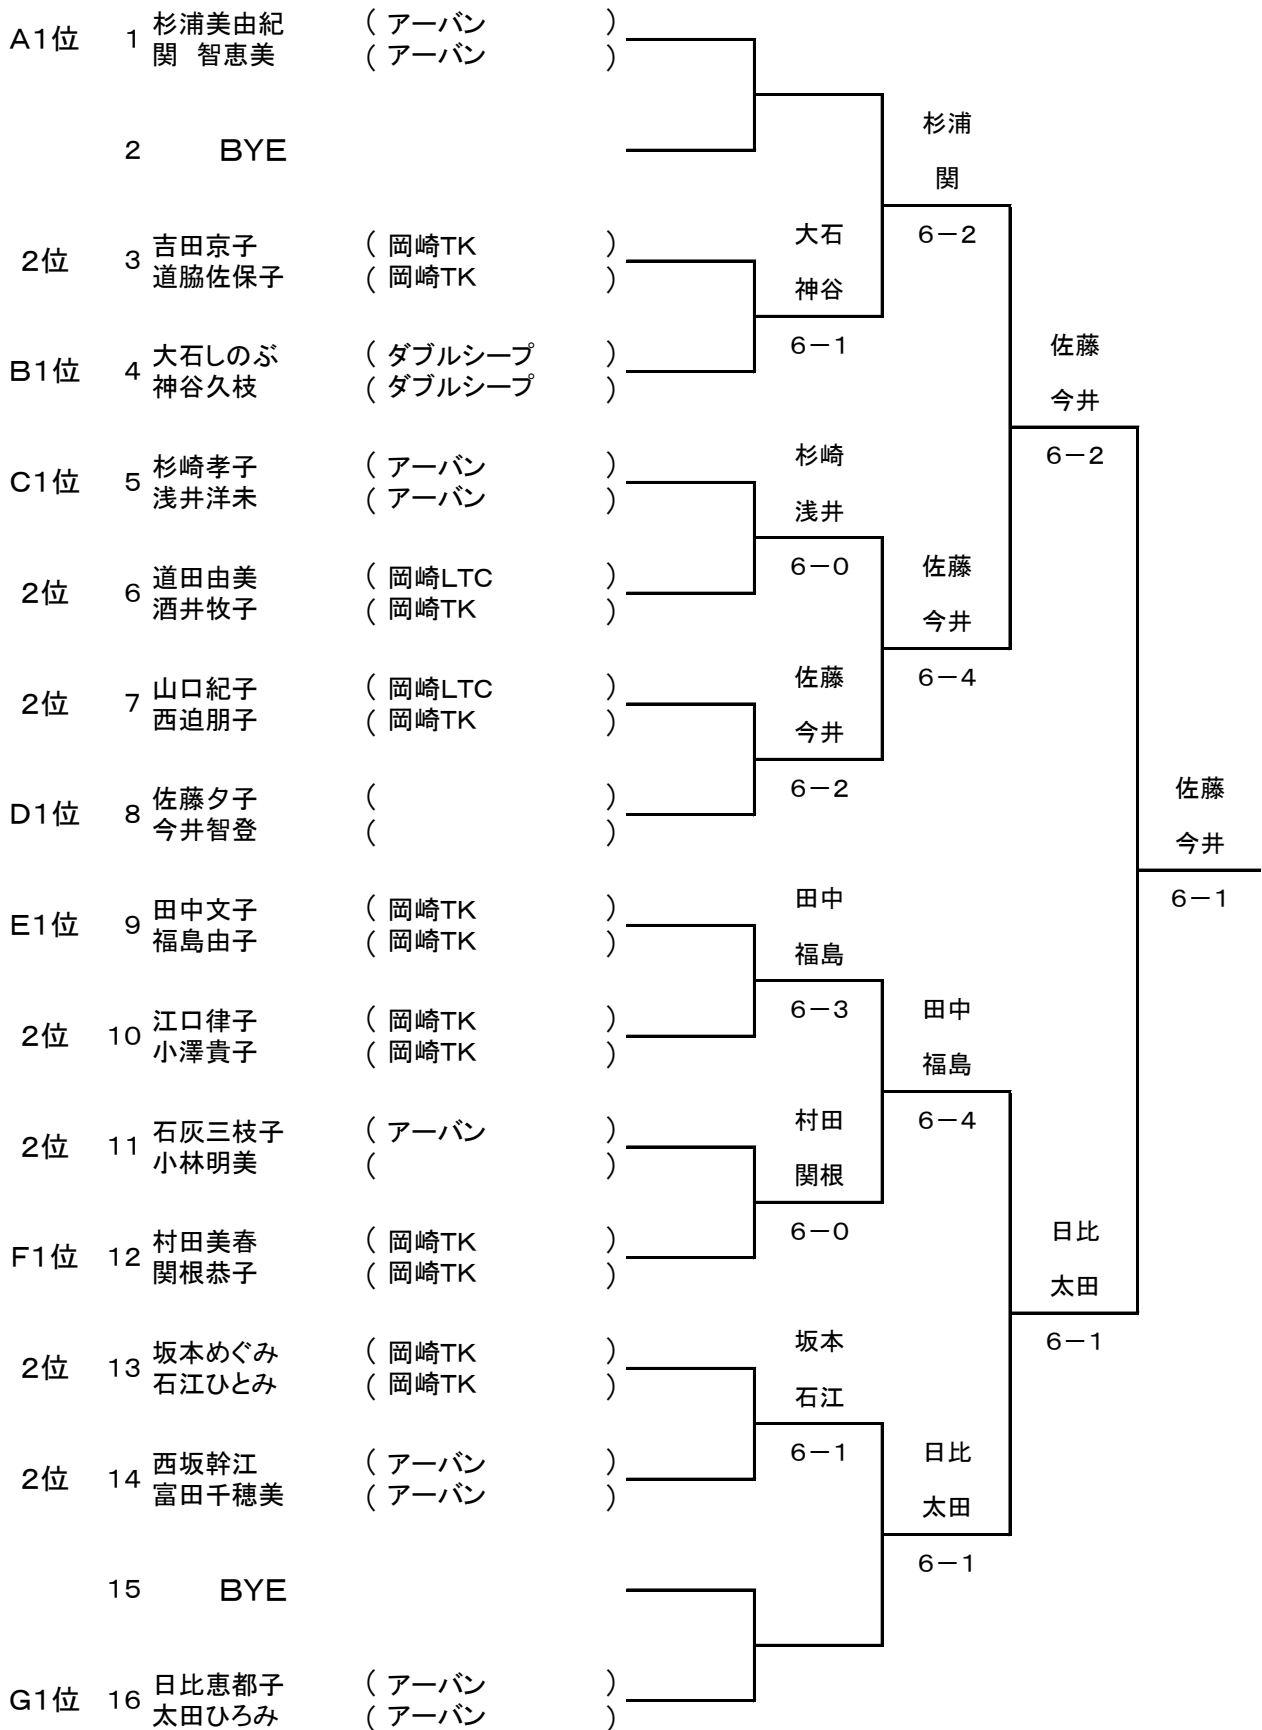 A1位 1 杉浦美由紀 ( アーバン )
関 智恵美 ( アーバン )
2 BYE
2位 3 吉田京子 ( 岡崎TK )
道脇佐保子 ( 岡崎TK )
B1位 4 大石しのぶ ( ダブルシープ )
神谷久枝 ( ダブルシープ )
C1位 5 杉崎孝子 ( アーバン )
浅井洋未 ( アーバン )
2位 6 道田由美 ( 岡崎LTC )
酒井牧子 ( 岡崎TK )
2位 7 山口紀子 ( 岡崎LTC )
西迫朋子 ( 岡崎TK )
D1位 8 佐藤夕子 ( )
今井智登 ( )
E1位 9 田中文子 ( 岡崎TK )
福島由子 ( 岡崎TK )
2位 10 江口律子 ( 岡崎TK )
小澤貴子 ( 岡崎TK )
2位 11 石灰三枝子 ( アーバン )
小林明美 ( )
F1位 12 村田美春 ( 岡崎TK )
関根恭子 ( 岡崎TK )
2位 13 坂本めぐみ ( 岡崎TK )
石江ひとみ ( 岡崎TK )
2位 14 西坂幹江 ( アーバン )
富田千穂美 ( アーバン )
15 BYE
G1位 16 日比恵都子 ( アーバン )
太田ひろみ ( アーバン )
大石
神谷
6-1
杉崎
浅井
6-0
佐藤
今井
6-2
田中
福島
6-3
村田
関根
6-0
坂本
石江
6-1
杉浦
関
6-2
佐藤
今井
6-4
田中
福島
6-4
日比
太田
6-1
佐藤
今井
6-2
日比
太田
6-1
佐藤
今井
6-1